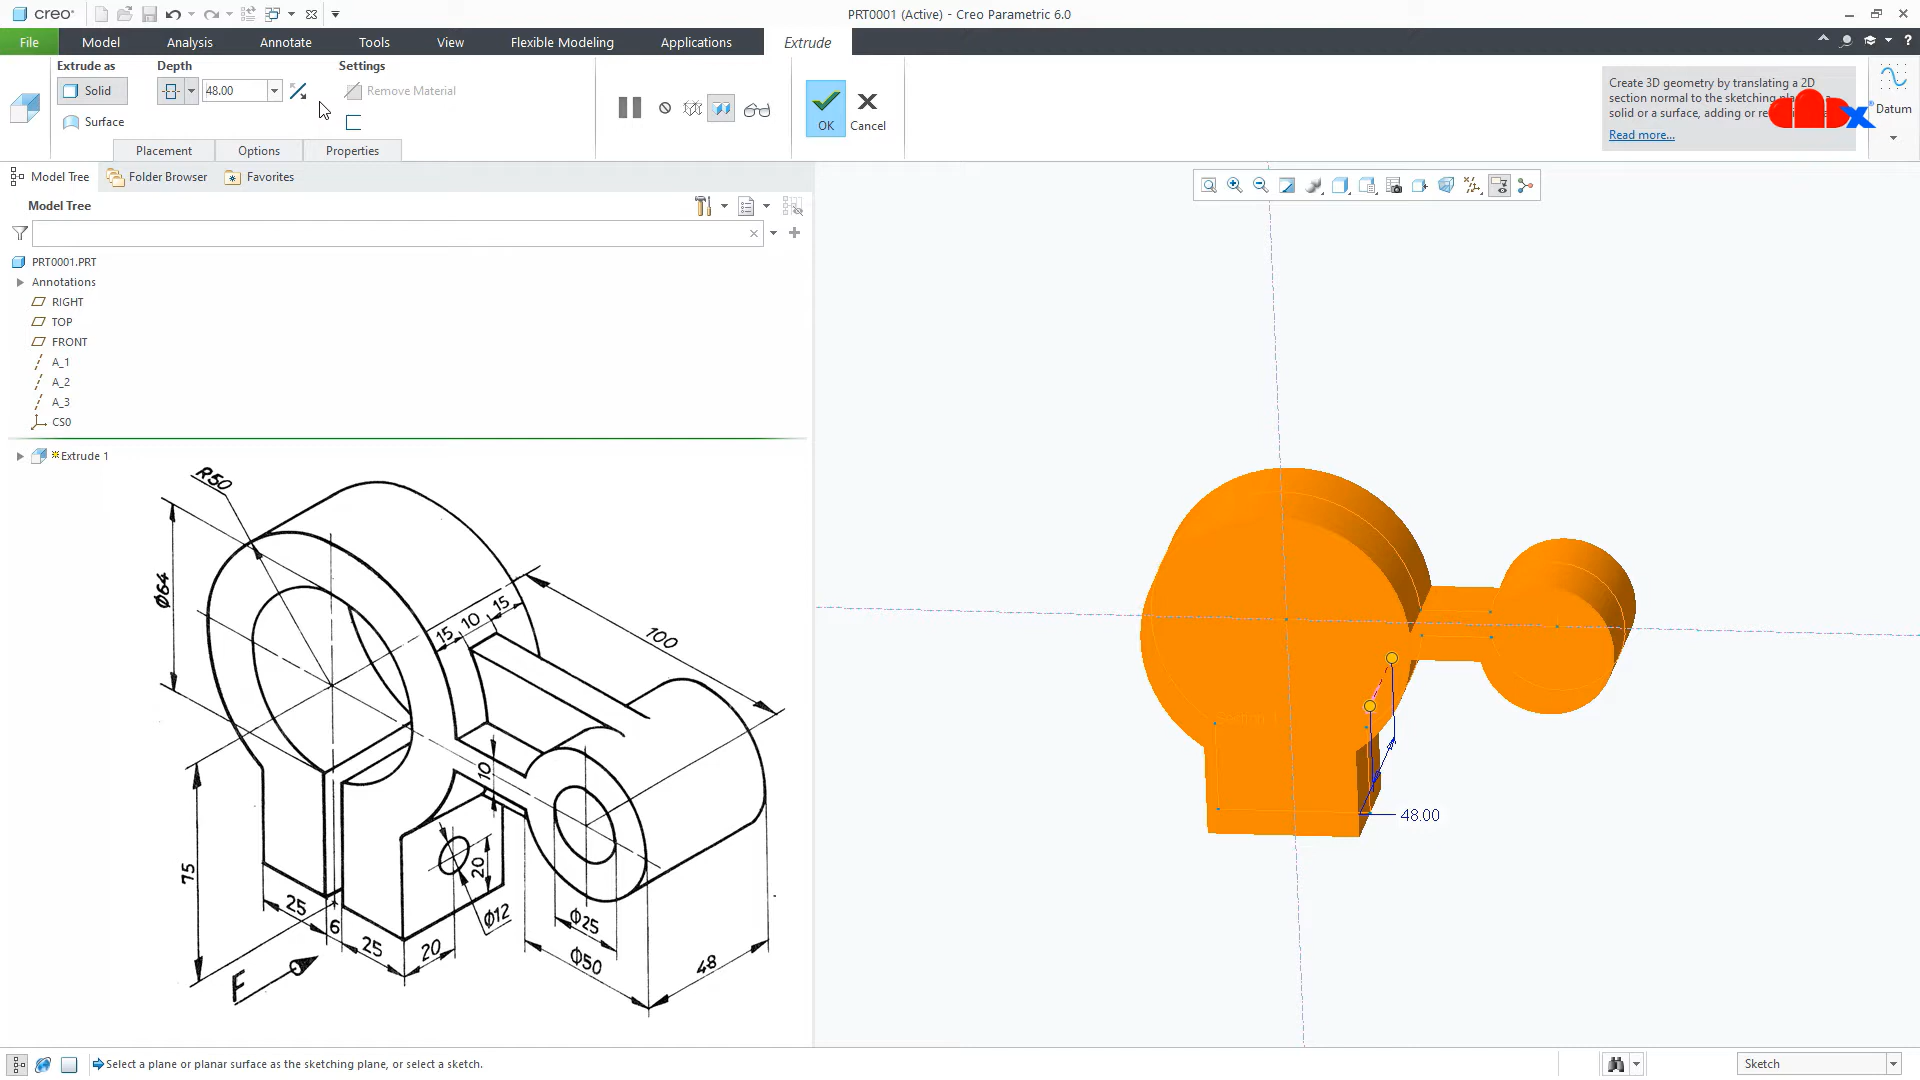 creo
PRT0001 (Active) - Creo Parametric 6.0
File
Model
Analysis
Annotate
Tools
View
Flexible Modeling
Applications
Extrude
Extrude as
Solid
Surface
Depth
48.00
Settings
Remove Material
Placement
Options
Properties
OK
Cancel
Create 3D geometry by translating a 2D
section normal to the sketching
solid or a surface, adding or
Read more...
Datum
Model Tree
Folder Browser
Favorites
Model Tree
PRT0001.PRT
Annotations
RIGHT
TOP
FRONT
A_1
A_2
A_3
CS0
Extrude 1
R50
Φ64
15
10
15
100
10
75
25
6
25
20
20
Φ12
Φ25
Φ50
48
F
48.00
Select a plane or planar surface as the sketching plane, or select a sketch.
Sketch